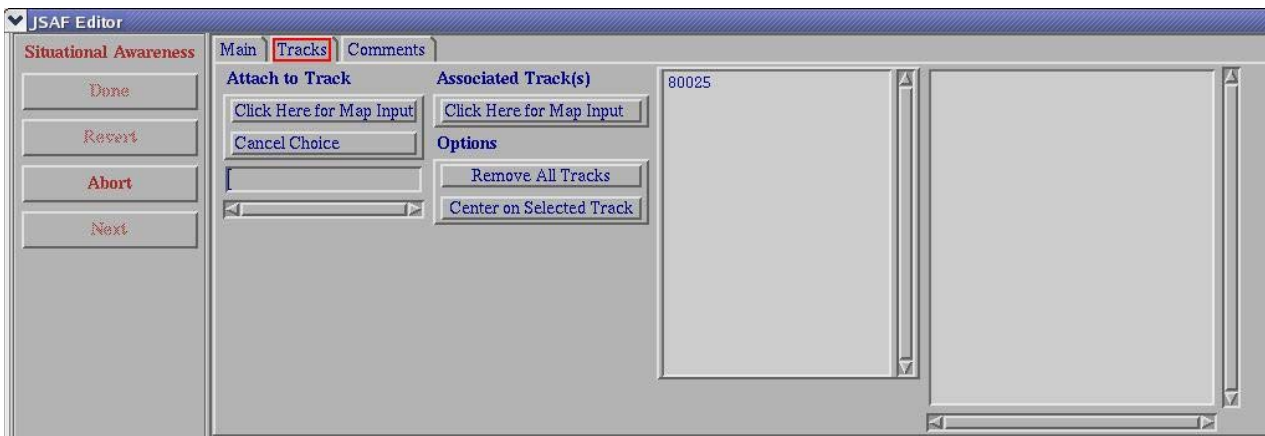 JSAF Editor
Situational Awareness
Done
Revert
Abort
Next
Main
Tracks
Comments
Attach to Track
Click Here for Map Input
Cancel Choice
Associated Track(s)
Click Here for Map Input
Options
Remove All Tracks
Center on Selected Track
80025